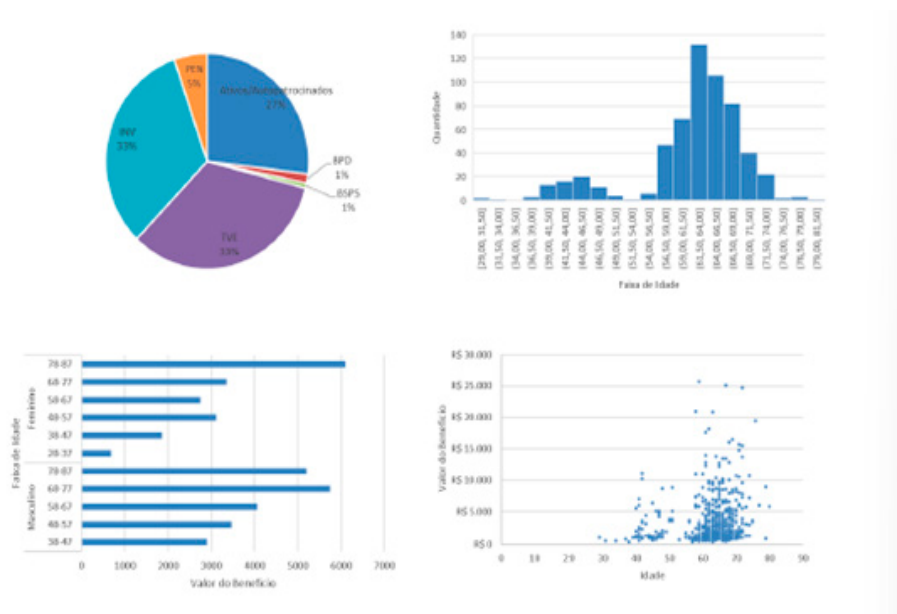 PEN
5%
Ativos/Autopatrocinados
27%
INV
33%
BPD
1%
BSPS
1%
33%
140
120
100
80
60
40
20
0
Quantidade
[29,00, 31,50]
(31,50, 34,00]
(34,00, 36,50]
(36,50, 39,00]
(39,00, 41,50]
(41,50, 44,00]
(44,00, 46,50]
(46,50, 49,00]
(49,00, 51,50]
(51,50, 54,00]
(54,00, 56,50]
(56,50, 59,00]
(59,00, 61,50]
(61,50, 64,00]
(64,00, 66,50]
(66,50, 69,00]
(69,00, 71,50]
(71,50, 74,00]
(74,00, 76,50]
(76,50, 79,00]
(79,00, 81,50]
Faixa de Idade
Faixa de Idade
Feminino
78-87
68-77
58-67
48-57
38-47
28-37
Masculino
78-87
68-77
58-67
48-57
38-47
0 1000 2000 3000 4000 5000 6000 7000
Valor do Benefício
R$ 30.000
R$ 25.000
R$ 20.000
R$ 15.000
R$ 10.000
R$ 5.000
R$ 0
Valor do Benefício
0 10 20 30 40 50 60 70 80 90
Idade